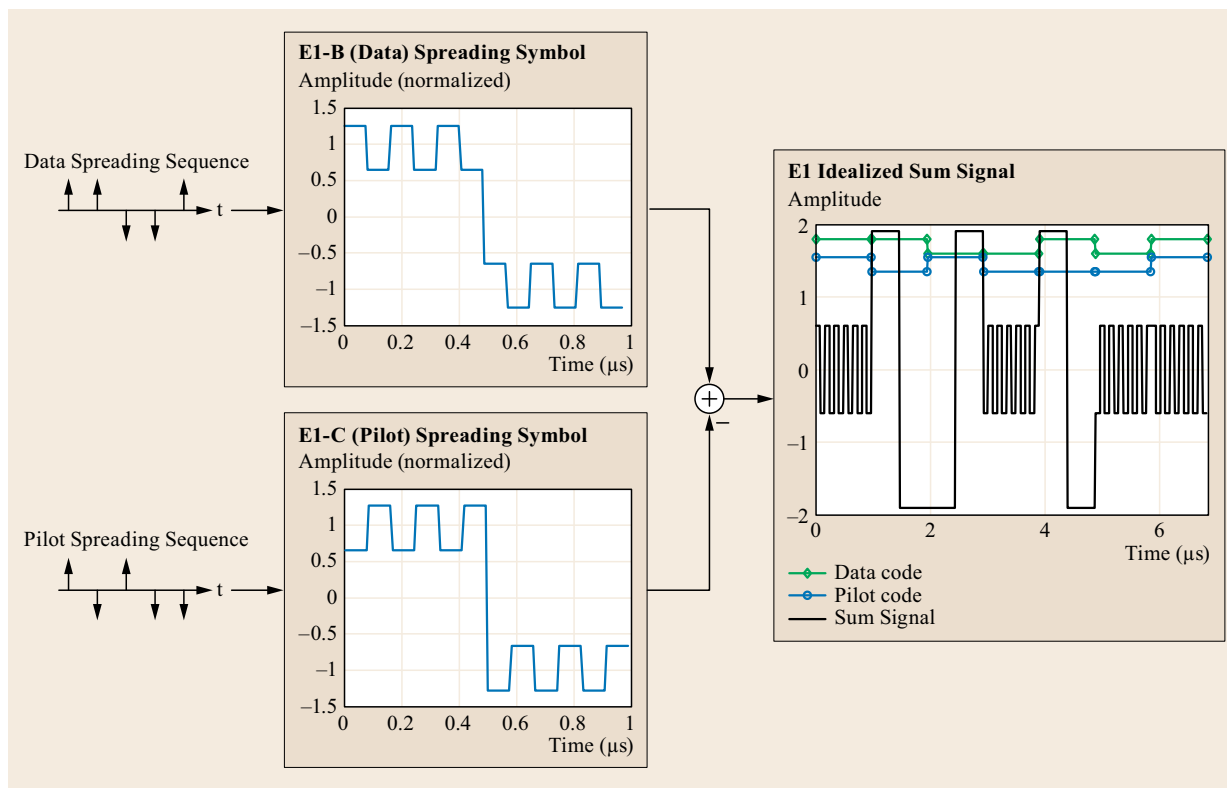 E1-B (Data) Spreading Symbol
Amplitude (normalized)
1.5
1
0.5
0
–0.5
–1
–1.5
0 0.2 0.4 0.6 0.8 1
Time (µs)
Data Spreading Sequence
t
E1-C (Pilot) Spreading Symbol
Amplitude (normalized)
1.5
1
0.5
0
–0.5
–1
–1.5
0 0.2 0.4 0.6 0.8 1
Time (µs)
Pilot Spreading Sequence
t
+
–
E1 Idealized Sum Signal
Amplitude
2
1
0
–1
–2
0 2 4 6
Time (µs)
Data code
Pilot code
Sum Signal